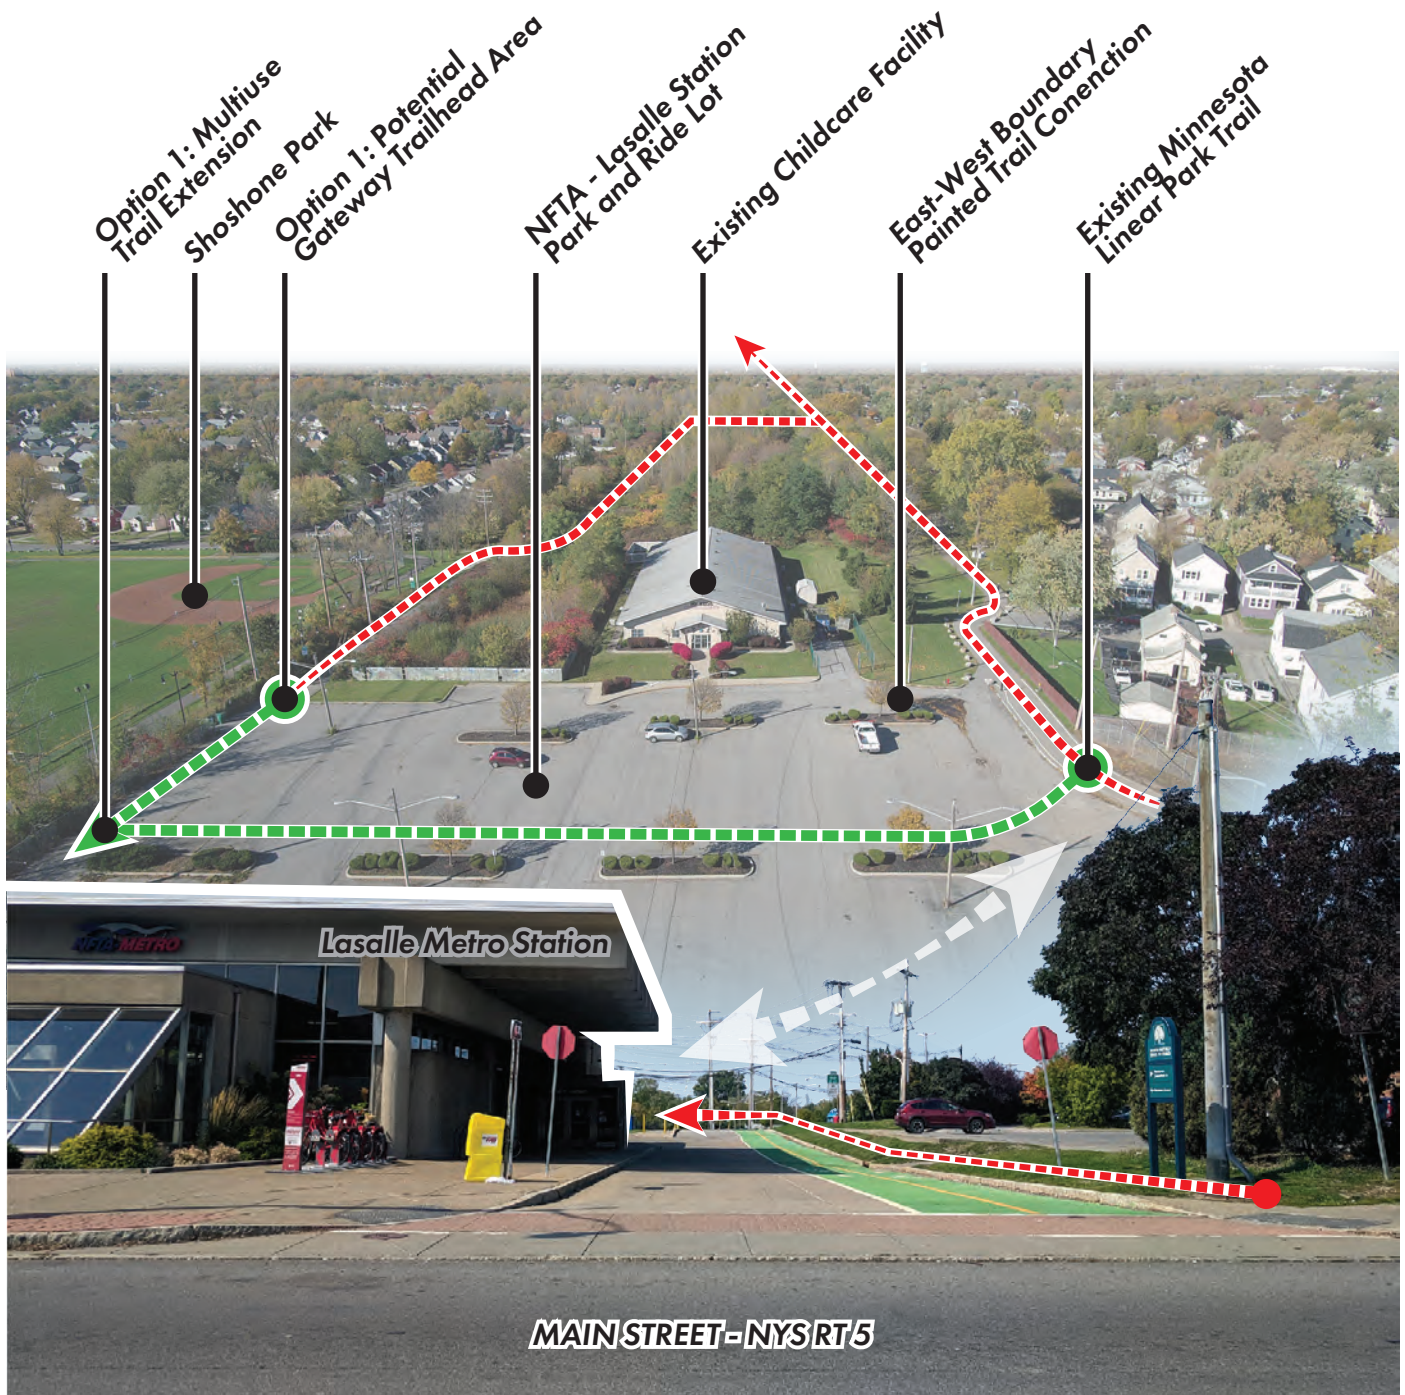 Option 1: Multiuse
Trail Extension
Shoshone Park
Option 1: Potential
Gateway Trailhead Area
NFTA - Lasalle Station
Park and Ride Lot
Existing Childcare Facility
East-West Boundary
Painted Trail Conenction
Existing Minnesota
Linear Park Trail
NFTA METRO
Lasalle Metro Station
MAIN STREET - NYS RT 5